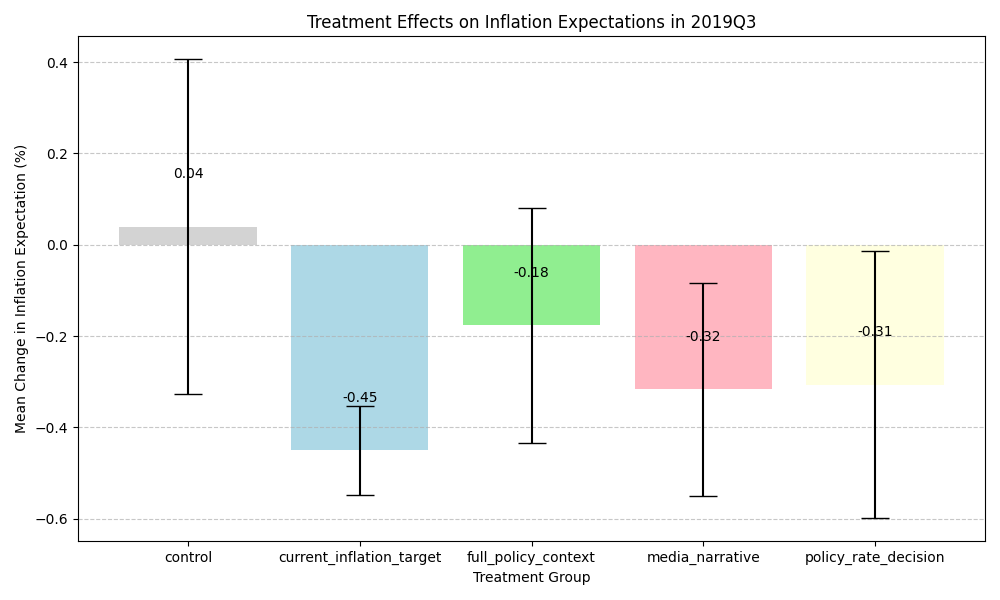 Treatment Effects on Inflation Expectations in 2019Q3
Mean Change in Inflation Expectation (%)
0.4
0.2
0.0
−0.2
−0.4
−0.6
0.04
-0.45
-0.18
-0.32
-0.31
control
current_inflation_target
full_policy_context
media_narrative
policy_rate_decision
Treatment Group